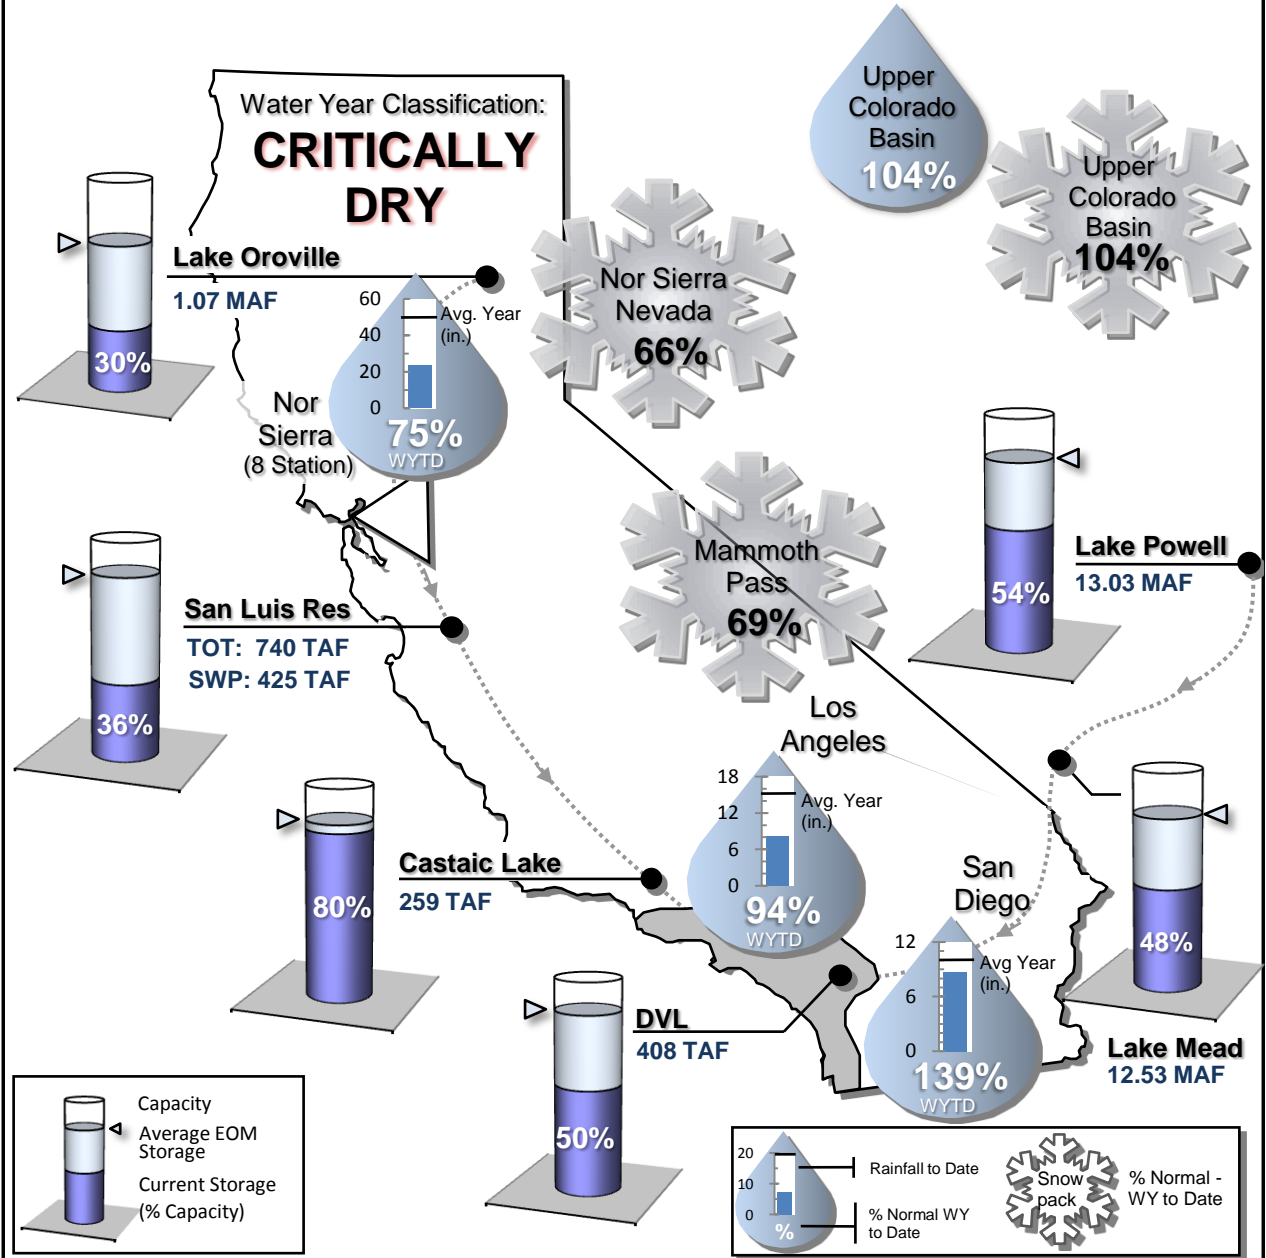 Water Year Classification:
CRITICALLY
DRY
Upper
Colorado
Basin
104%
Upper
Colorado
Basin
104%
Nor Sierra
Nevada
66%
Lake Oroville
1.07 MAF
30%
60
40
20
0
Avg. Year
(in.)
75%
WYTD
Nor
Sierra
(8 Station)
Mammoth
Pass
69%
54%
Lake Powell
13.03 MAF
San Luis Res
TOT: 740 TAF
SWP: 425 TAF
36%
Los
Angeles
18
12
6
0
Avg. Year
(in.)
94%
WYTD
Castaic Lake
259 TAF
80%
San
Diego
12
6
0
Avg Year
(in.)
139%
WYTD
48%
Lake Mead
12.53 MAF
DVL
408 TAF
50%
Capacity
Average EOM
Storage
Current Storage
(% Capacity)
20
10
0
%
Rainfall to Date
% Normal WY
to Date
Snow
pack
% Normal -
WY to Date